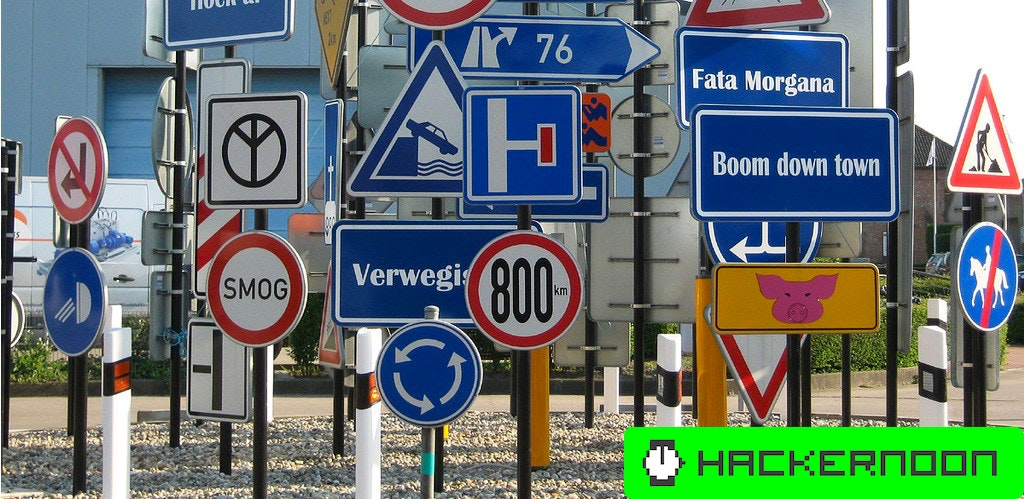 76
Fata Morgana
Boom down town
Verwegis
SMOG
800 km
HACKERNOON